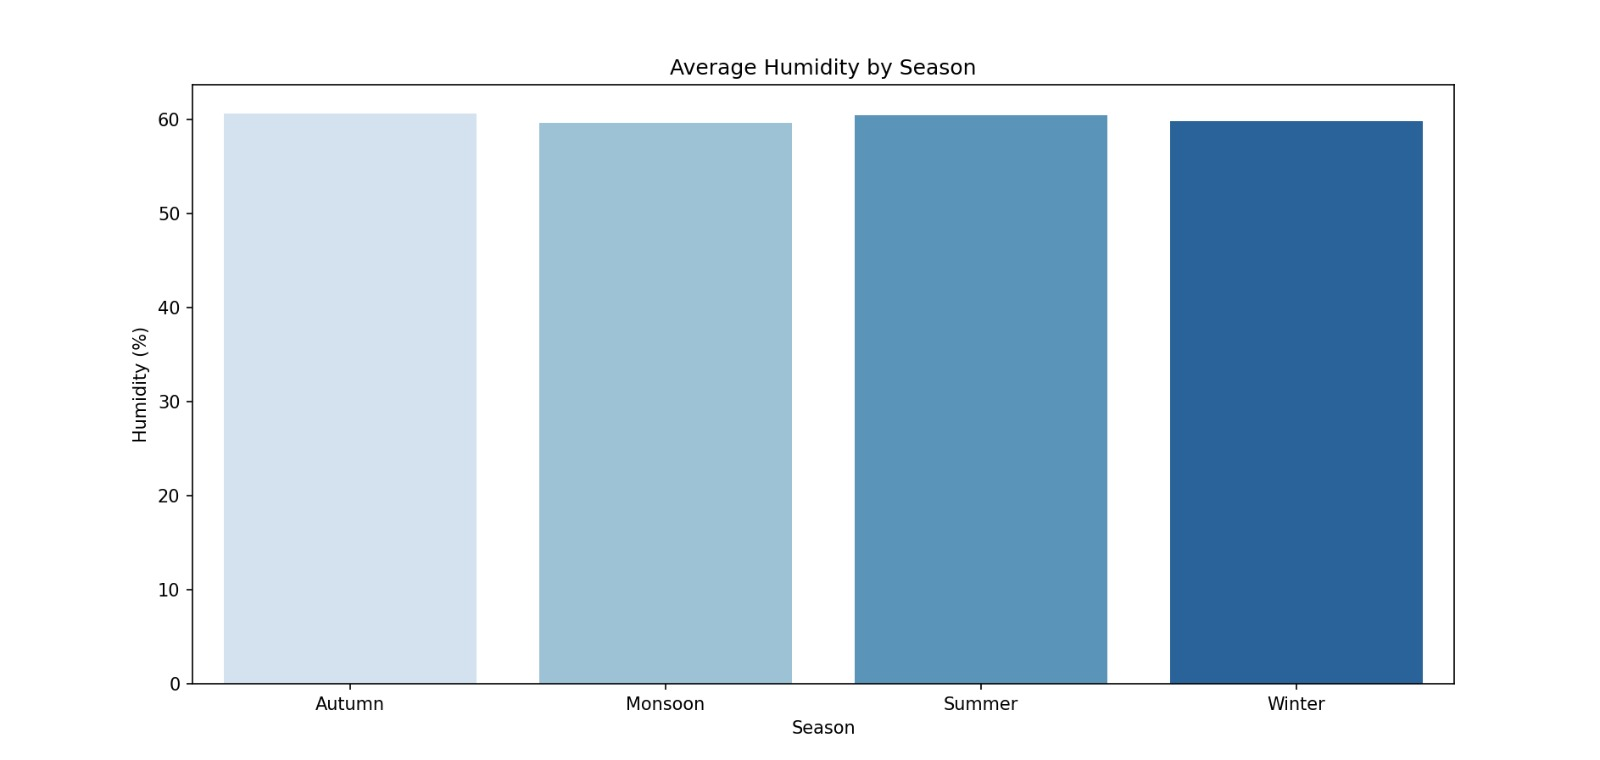 Average Humidity by Season
Humidity (%)
60
50
40
30
20
10
0
Autumn Monsoon Summer Winter
Season